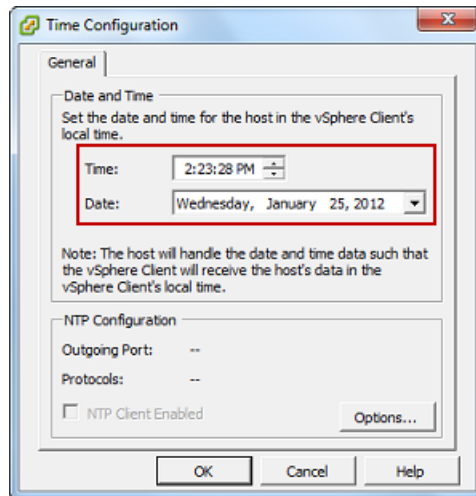 Time Configuration
General
Date and Time
Set the date and time for the host in the vSphere Client's
local time.
Time: 2:23:28 PM
Date: Wednesday, January 25, 2012
Note: The host will handle the date and time data such that
the vSphere Client will receive the host's data in the
vSphere Client's local time.
NTP Configuration
Outgoing Port: --
Protocols: --
NTP Client Enabled
Options...
OK Cancel Help